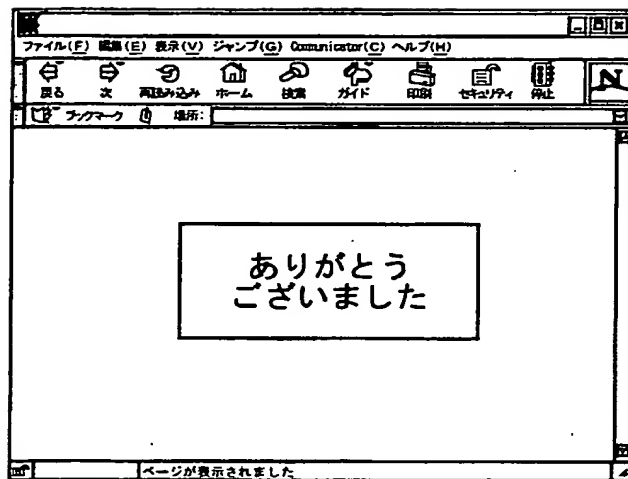 ファイル(F) 編集(E) 表示(V) ジャンプ(G) Communicator(C) ヘルプ(H)
戻る 次 再読み込み ホーム 検索 ガイド 印刷 セキュリティ 停止 N
ブックマーク 場所:
ありがとう
ございました
ページが表示されました